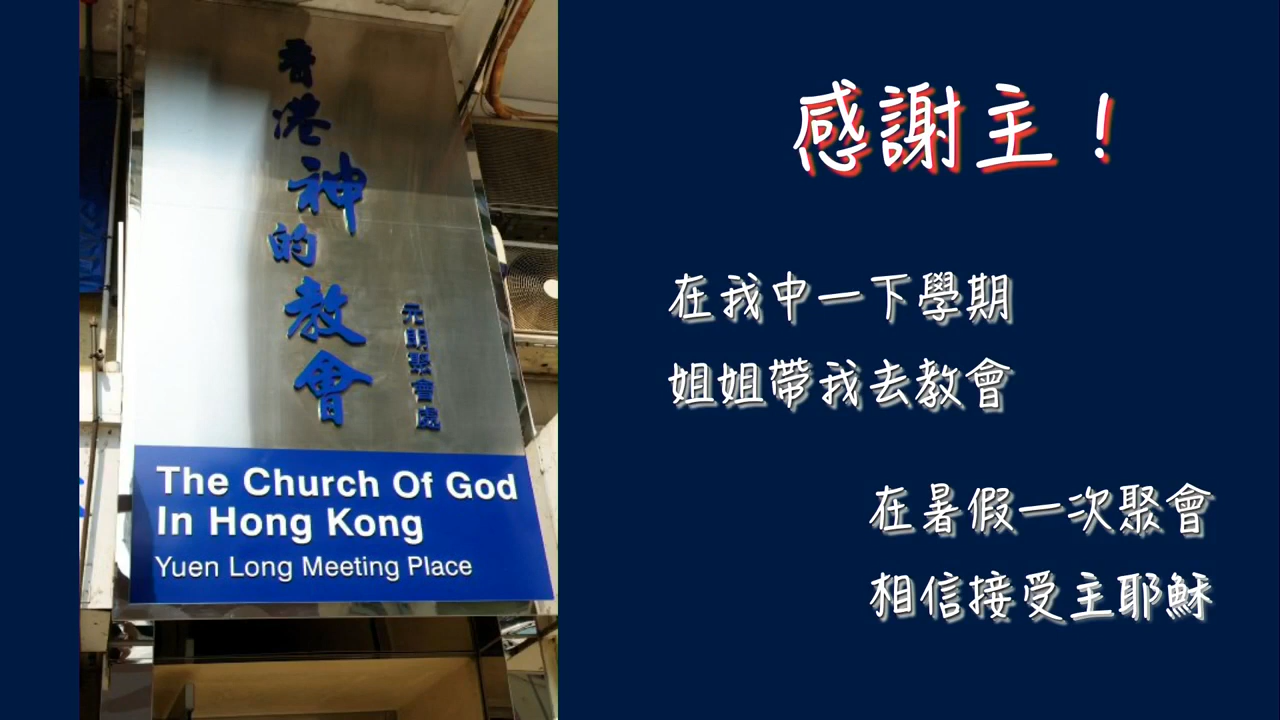 香港神的教會
元朗聚會處
The Church Of God
In Hong Kong
Yuen Long Meeting Place
感謝主！
在我中一下學期
姐姐帶我去教會
在暑假一次聚會
相信接受主耶穌